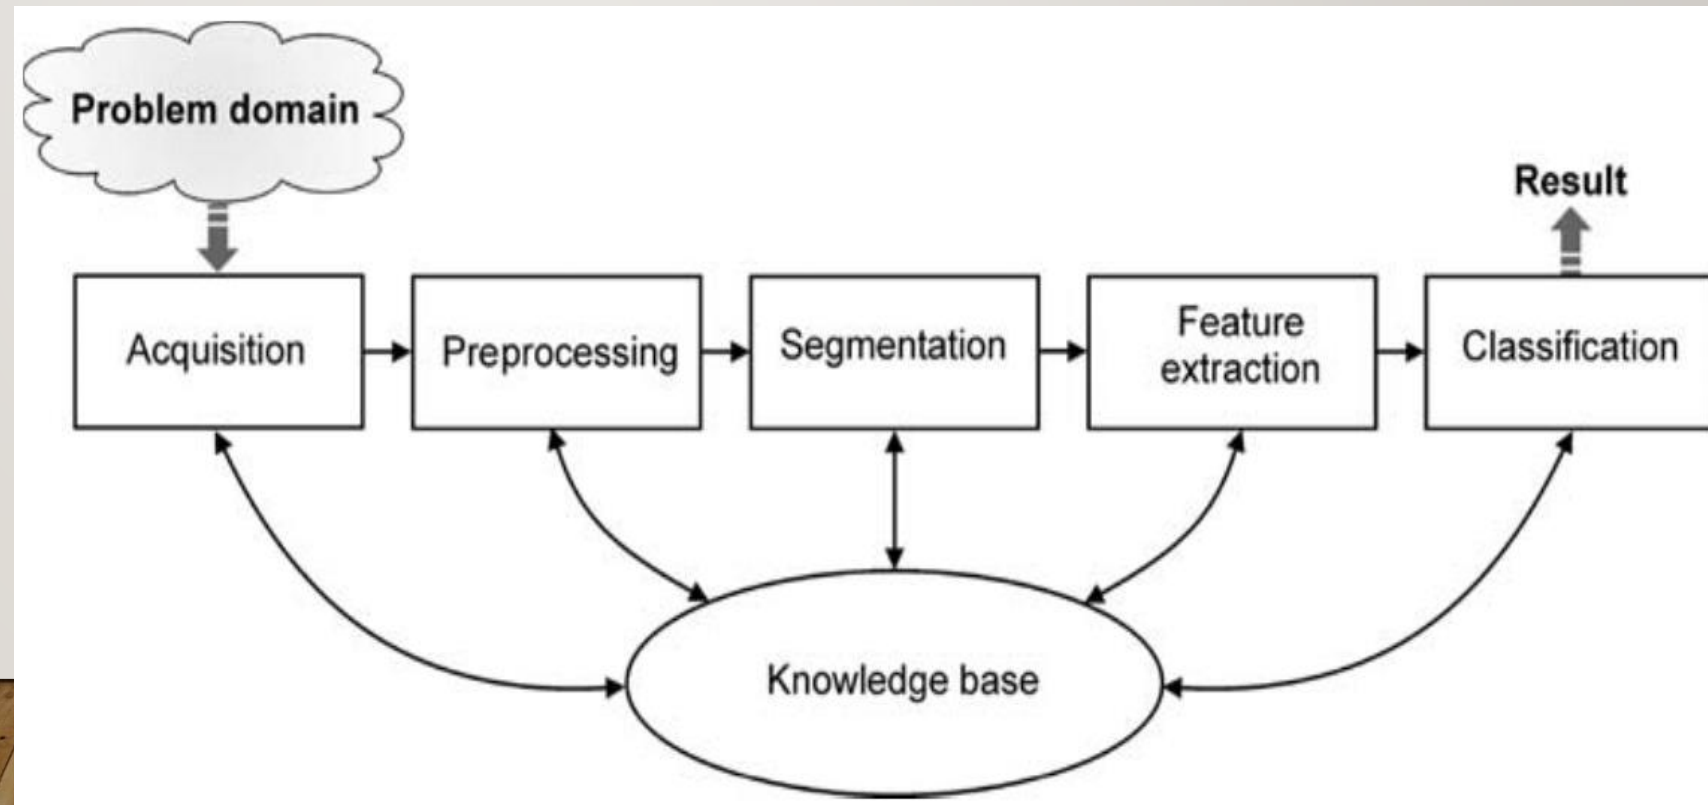 Problem domain
Result
Acquisition
Preprocessing
Segmentation
Feature
extraction
Classification
Knowledge base